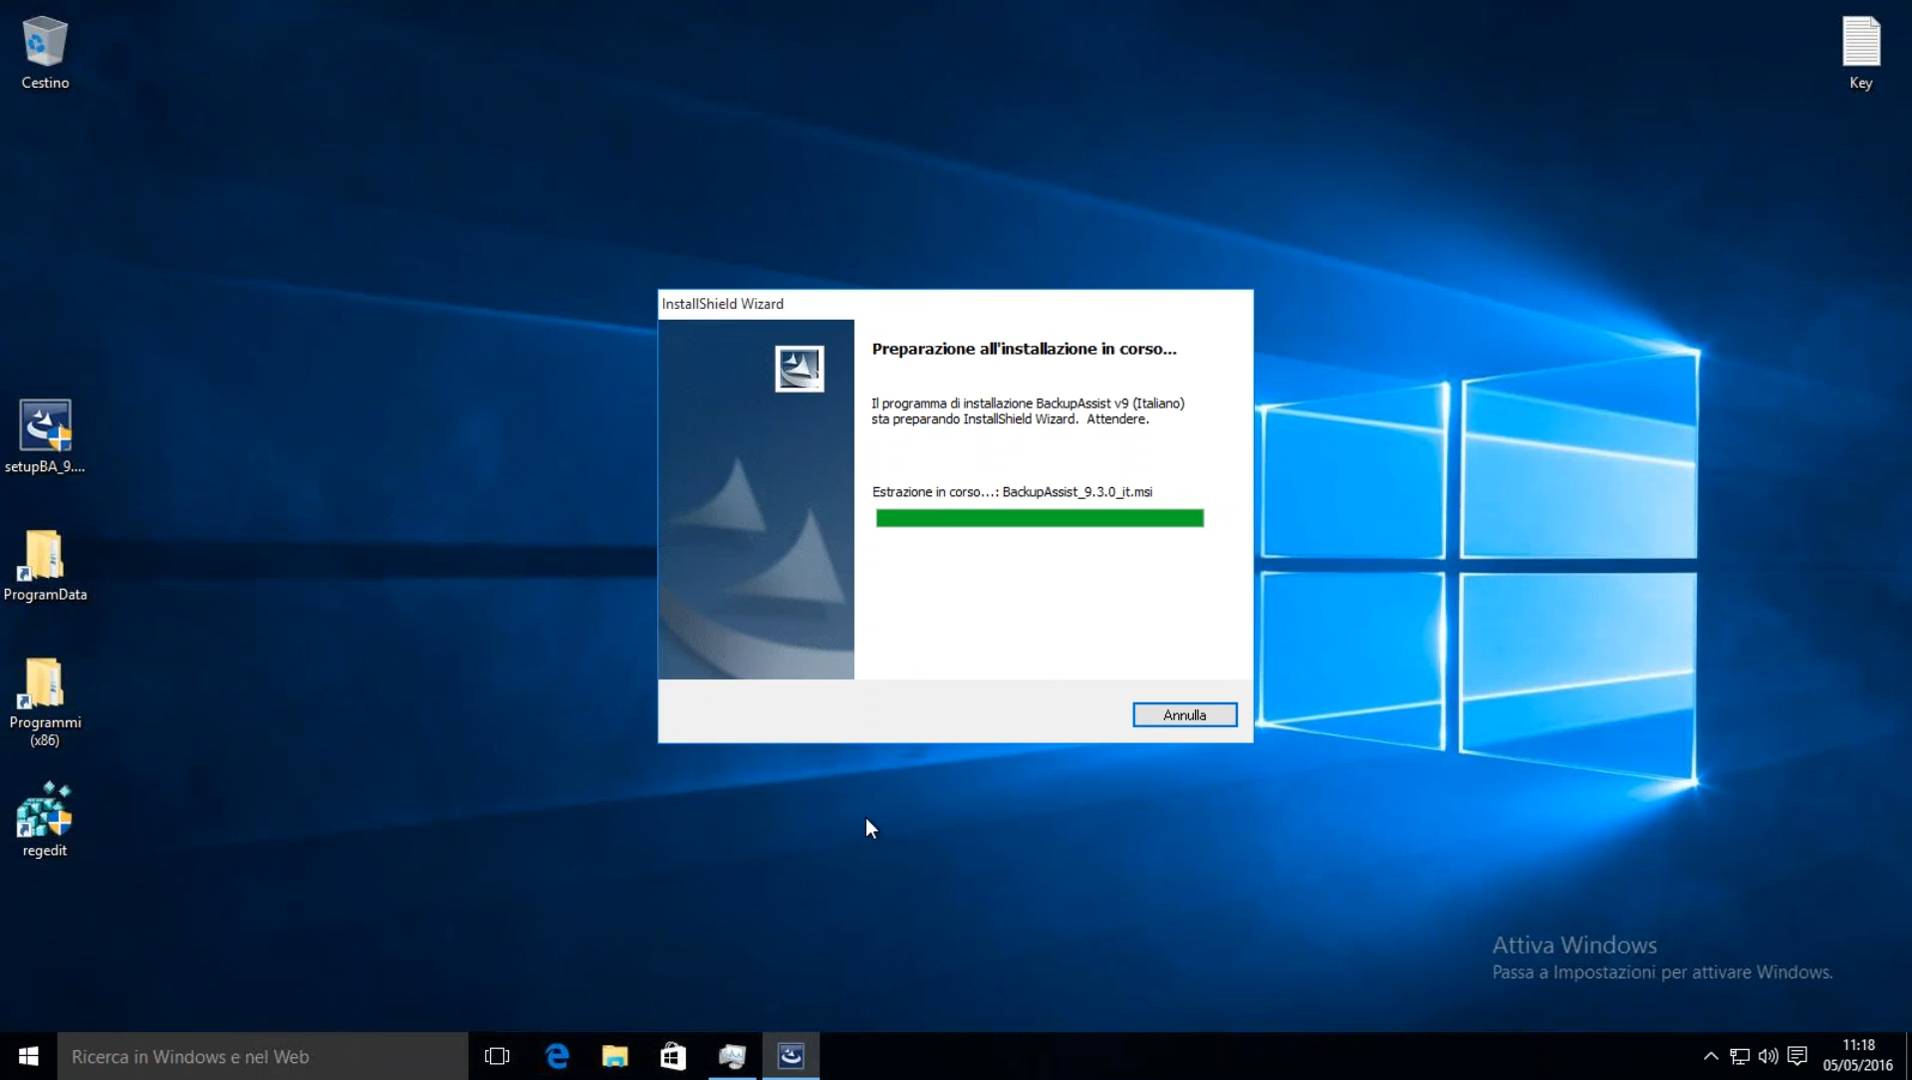 Cestino
Key
InstallShield Wizard
Preparazione all'installazione in corso...
Il programma di installazione BackupAssist v9 (Italiano)
sta preparando InstallShield Wizard.  Attendere.
Estrazione in corso...: BackupAssist_9.3.0_it.msi
Annulla
setupBA_9....
ProgramData
Programmi
(x86)
regedit
Attiva Windows
Passa a Impostazioni per attivare Windows.
Ricerca in Windows e nel Web
11:18
05/05/2016